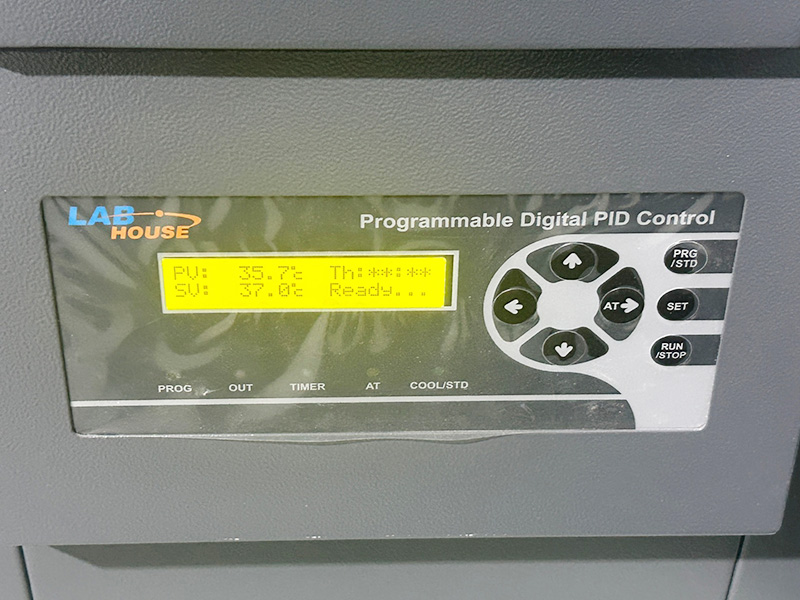 LAB
HOUSE
Programmable Digital PID Control
PV: 35.7℃ Th:**:**
SV: 37.0℃ Ready...
AT
PRG
/STD
SET
RUN
/STOP
PROG OUT TIMER AT COOL/STD